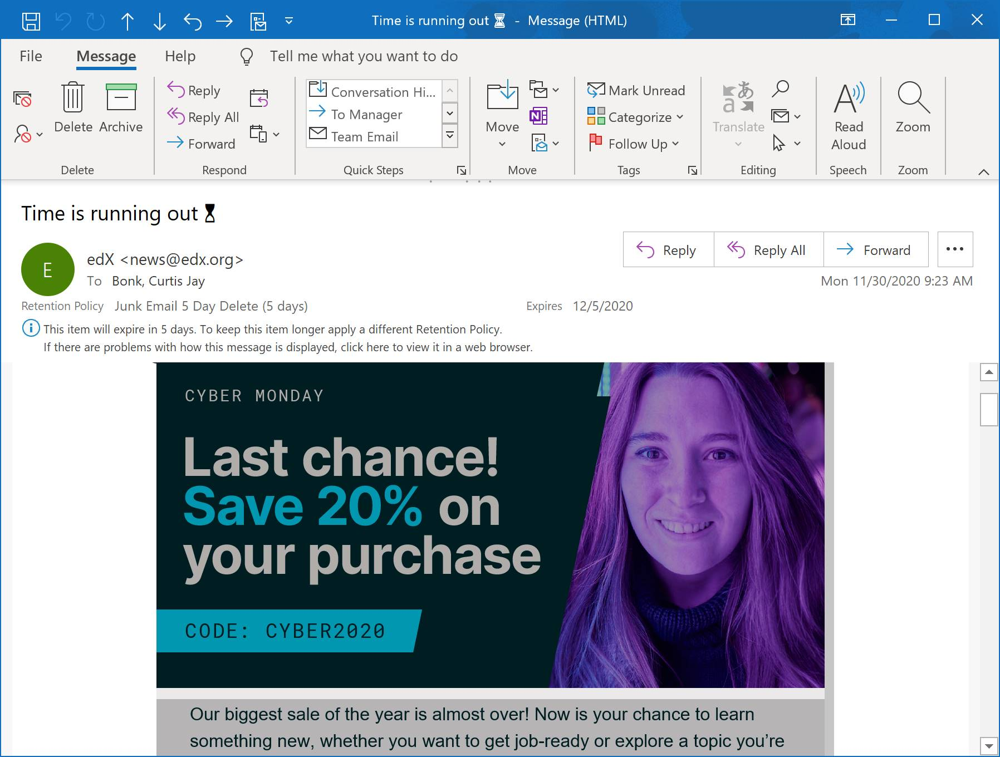 Time is running out ⌛ - Message (HTML)
File Message Help Tell me what you want to do
Delete Archive
Reply
Reply All
Forward
Conversation Hi...
To Manager
Team Email
Move
Mark Unread
Categorize
Follow Up
Translate
Read Aloud
Zoom
Delete Respond Quick Steps Move Tags Editing Speech Zoom
Time is running out ⌛
E
edX <news@edx.org>
Reply Reply All Forward ...
To Bonk, Curtis Jay
Mon 11/30/2020 9:23 AM
Retention Policy Junk Email 5 Day Delete (5 days) Expires 12/5/2020
This item will expire in 5 days. To keep this item longer apply a different Retention Policy.
If there are problems with how this message is displayed, click here to view it in a web browser.
CYBER MONDAY
Last chance!
Save 20% on
your purchase
CODE: CYBER2020
Our biggest sale of the year is almost over! Now is your chance to learn
something new, whether you want to get job-ready or explore a topic you’re